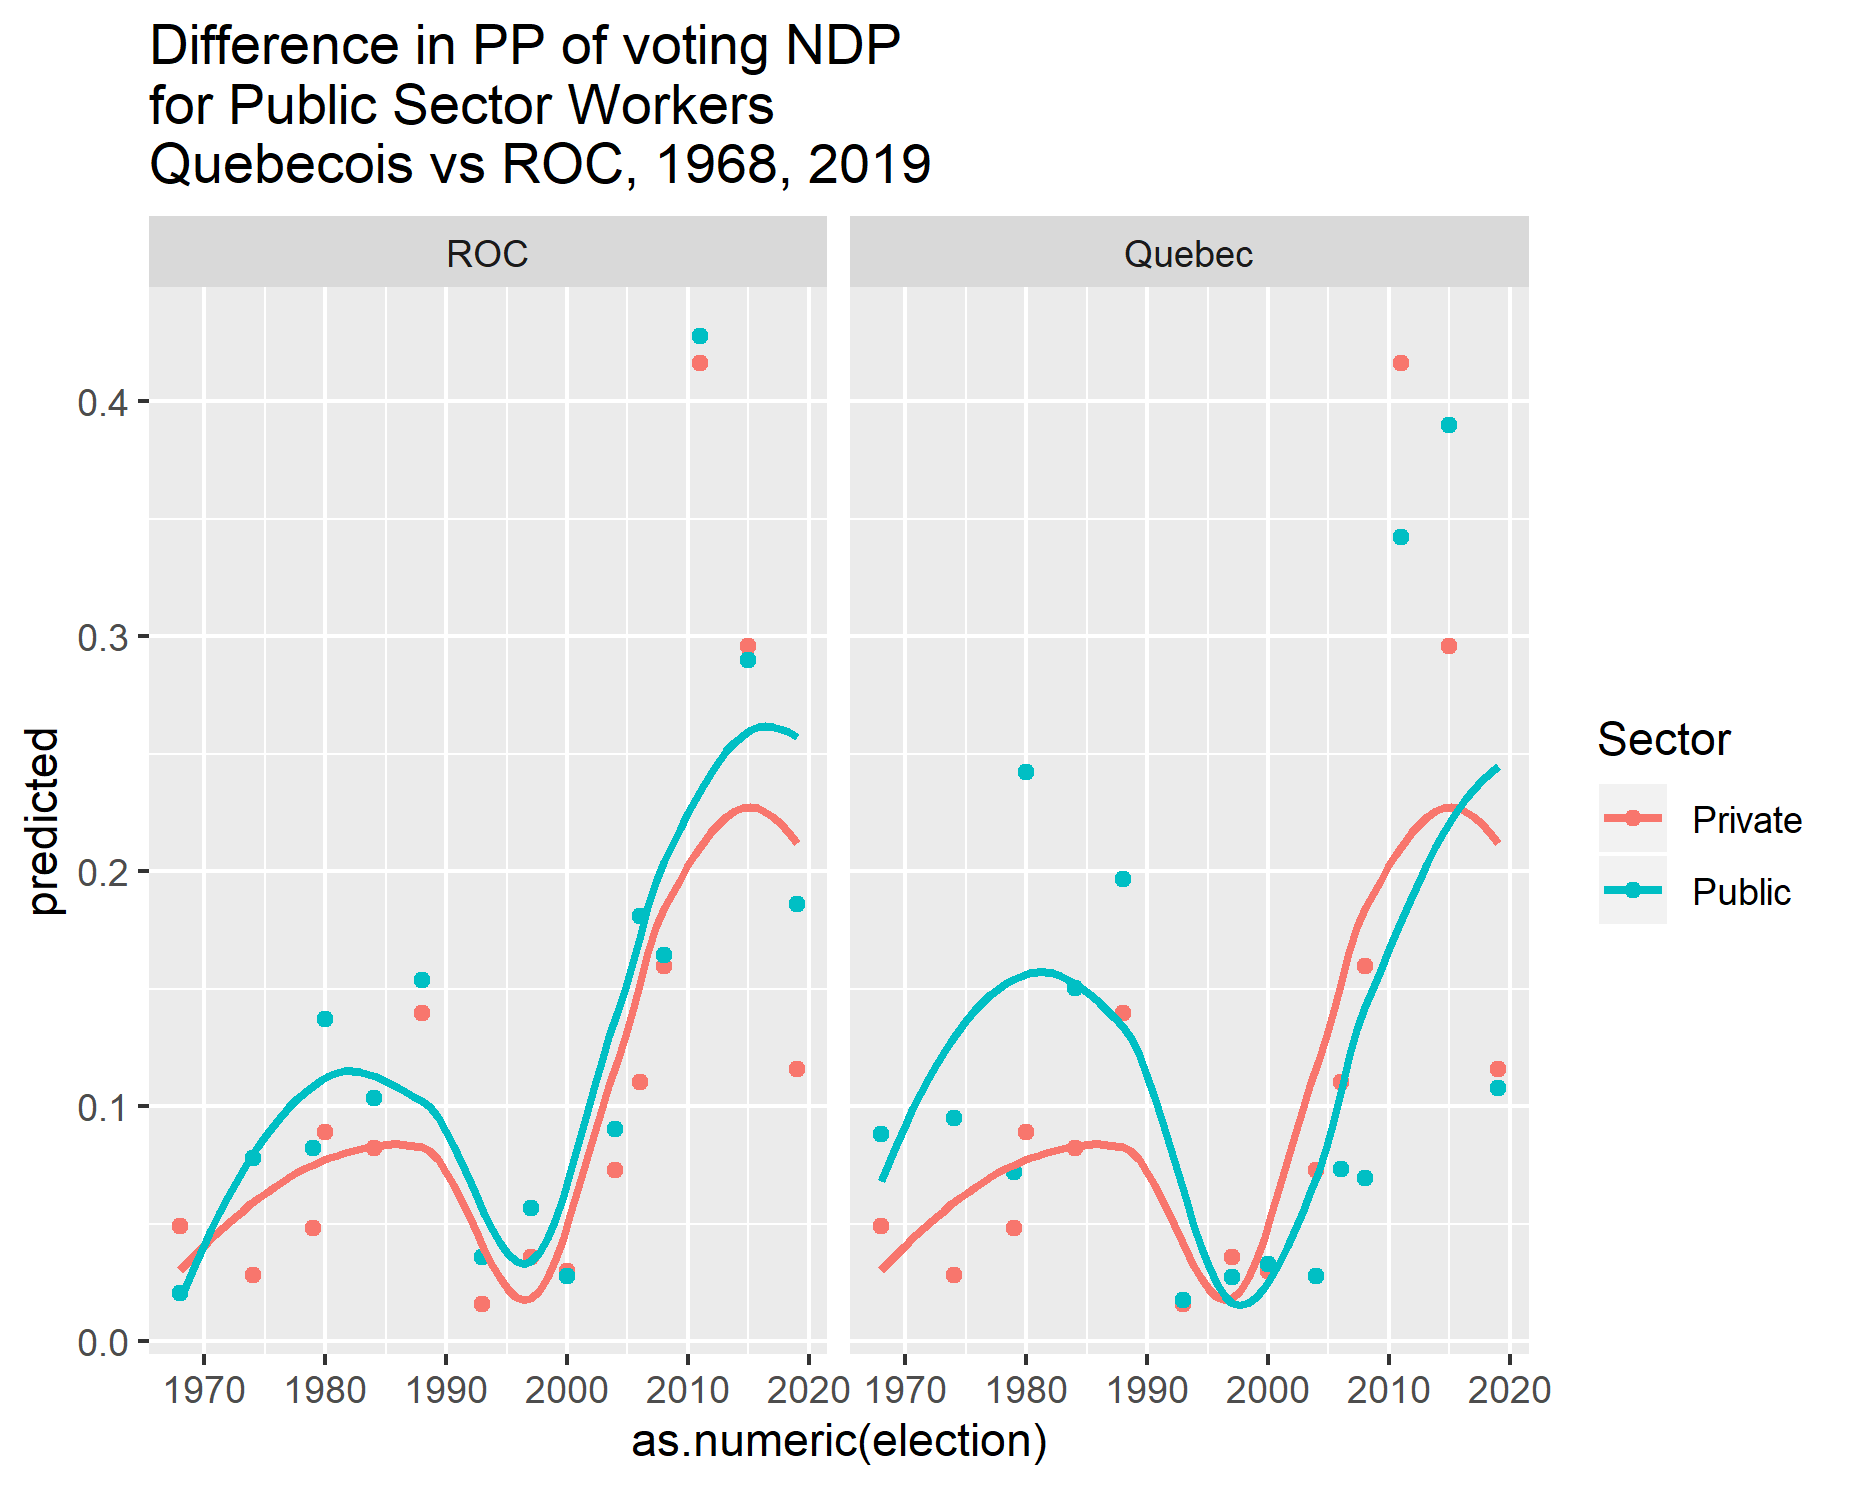 Difference in PP of voting NDP
for Public Sector Workers
Quebecois vs ROC, 1968, 2019
ROC
Quebec
0.4
0.3
0.2
0.1
0.0
predicted
1970 1980 1990 2000 2010 2020
1970 1980 1990 2000 2010 2020
as.numeric(election)
Sector
Private
Public